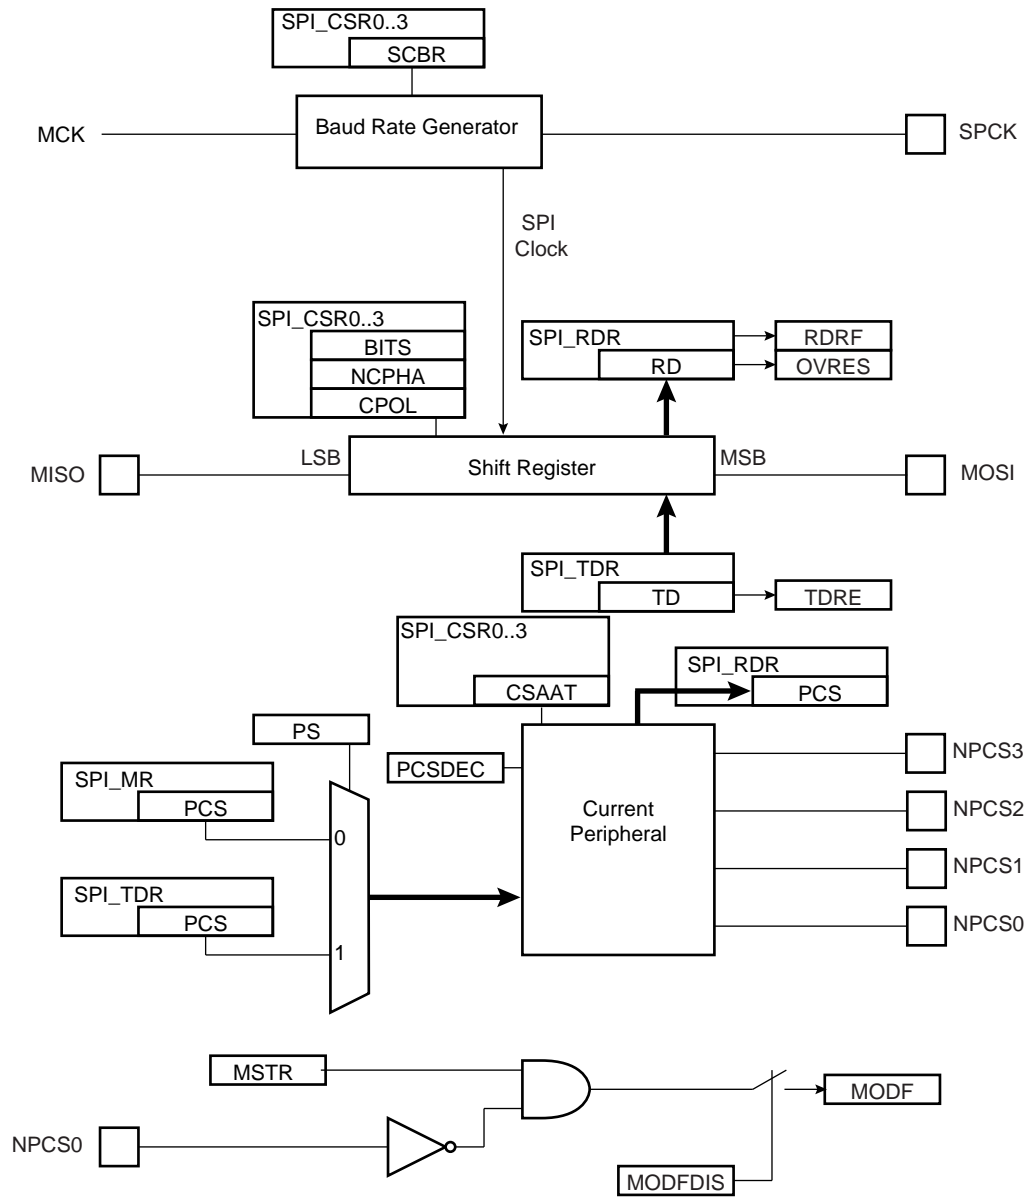 SPI_CSR0..3
SCBR
MCK
Baud Rate Generator
SPCK
SPI
Clock
SPI_CSR0..3
BITS
NCPHA
CPOL
SPI_RDR
RD
RDRF
OVRES
MISO
LSB
Shift Register
MSB
MOSI
SPI_TDR
TD
TDRE
SPI_CSR0..3
CSAAT
SPI_RDR
PCS
PS
PCSDEC
SPI_MR
PCS
0
Current
Peripheral
NPCS3
NPCS2
NPCS1
NPCS0
SPI_TDR
PCS
1
MSTR
MODF
NPCS0
MODFDIS